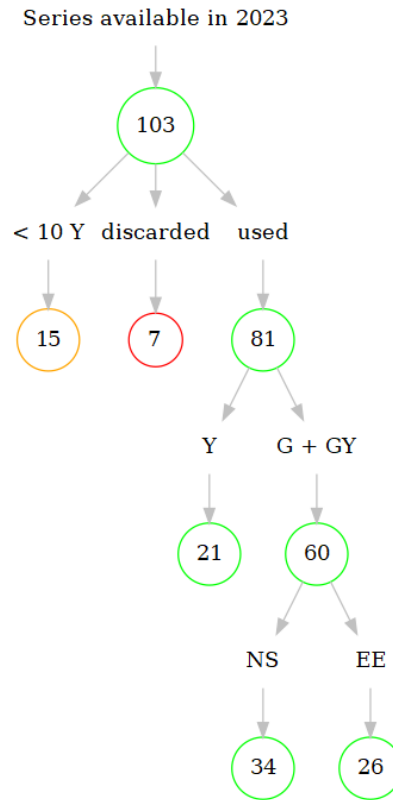 Series available in 2023
103
< 10 Y discarded used
15 7 81
Y G + GY
21 60
NS EE
34 26